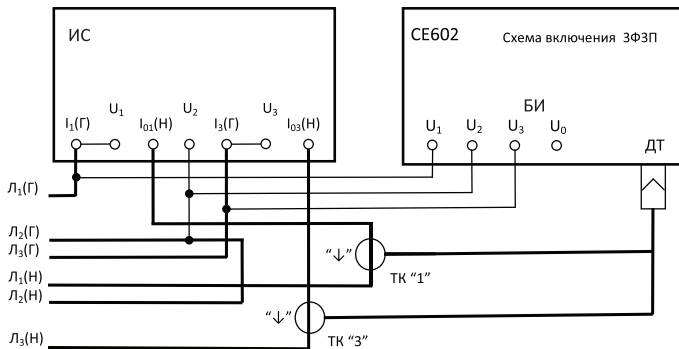 ИС
СЕ602 Схема включения 3Ф3П
БИ
I₁(Г) U₁ I₀₁(Н) U₂ I₃(Г) U₃ I₀₃(Н)
U₁ U₂ U₃ U₀
ДТ
Л₁(Г)
Л₂(Г)
Л₃(Г)
Л₁(Н)
Л₂(Н)
Л₃(Н)
“↓”
ТК “1”
“↓”
ТК “3”